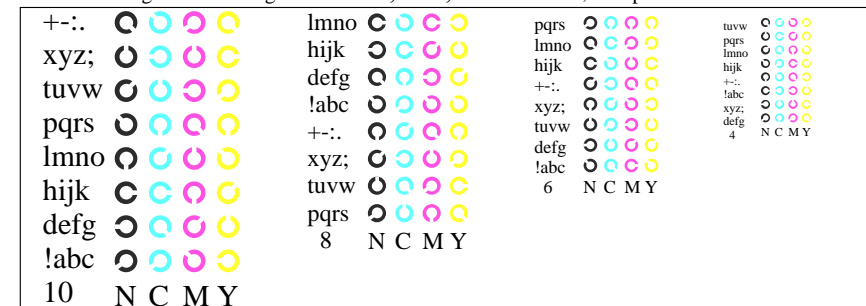 +-:.
xyz;
tuvw
pqrs
lmno
hijk
defg
!abc
10 N C M Y
lmno
hijk
defg
!abc
+-:.
xyz;
tuvw
pqrs
8 N C M Y
pqrs
lmno
hijk
+-:.
xyz;
tuvw
defg
!abc
6 N C M Y
tuvw
pqrs
lmno
hijk
+-:.
!abc
xyz;
defg
4 N C M Y